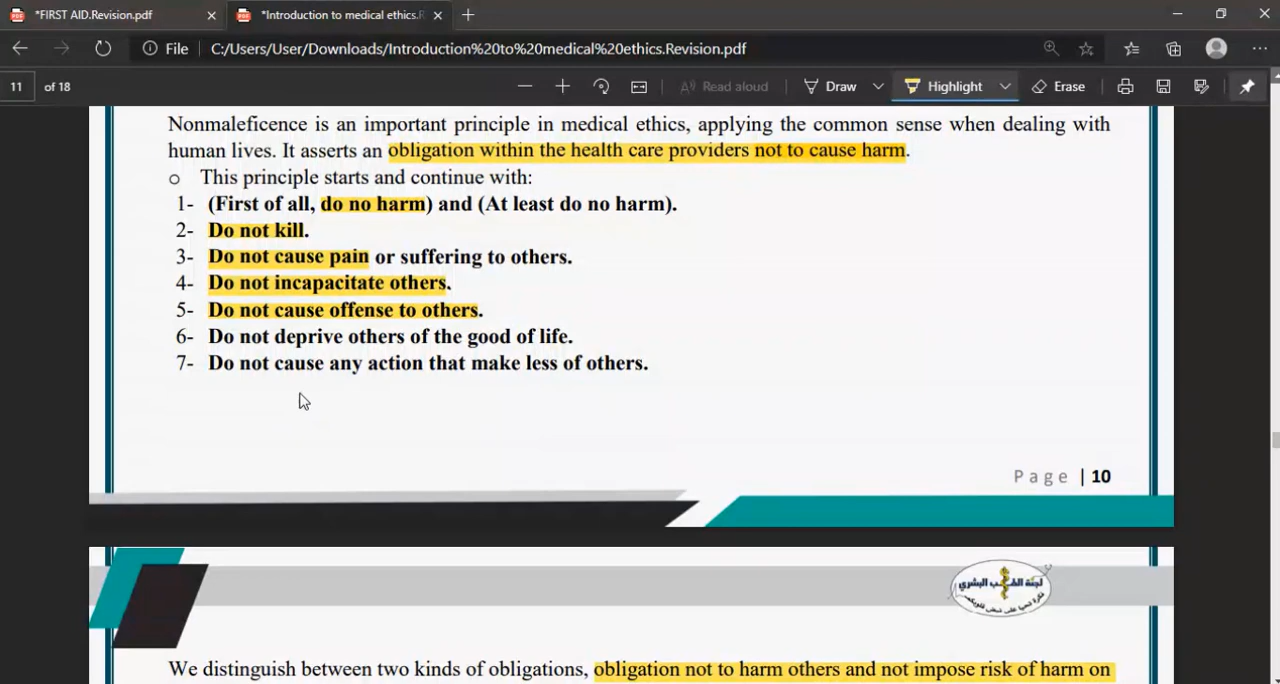 *FIRST AID.Revision.pdf
*Introduction to medical ethics.R
File C:/Users/User/Downloads/Introduction%20to%20medical%20ethics.Revision.pdf
11 of 18 Read aloud Draw Highlight Erase
Nonmaleficence is an important principle in medical ethics, applying the common sense when dealing with
human lives. It asserts an obligation within the health care providers not to cause harm.
o This principle starts and continue with:
1- (First of all, do no harm) and (At least do no harm).
2- Do not kill.
3- Do not cause pain or suffering to others.
4- Do not incapacitate others.
5- Do not cause offense to others.
6- Do not deprive others of the good of life.
7- Do not cause any action that make less of others.
Page | 10
لجنة الطب البشري
We distinguish between two kinds of obligations, obligation not to harm others and not impose risk of harm on